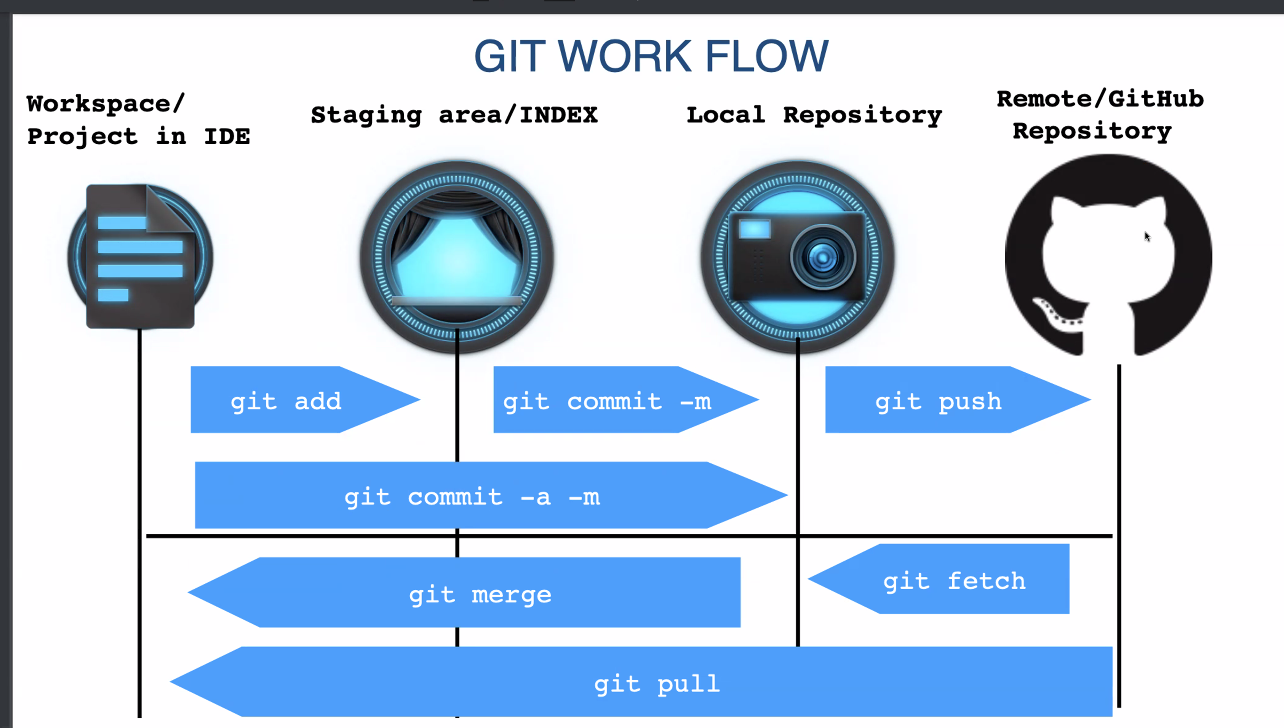 GIT WORK FLOW
Workspace/
Project in IDE
Staging area/INDEX
Local Repository
Remote/GitHub
Repository
git add
git commit -m
git push
git commit -a -m
git merge
git fetch
git pull